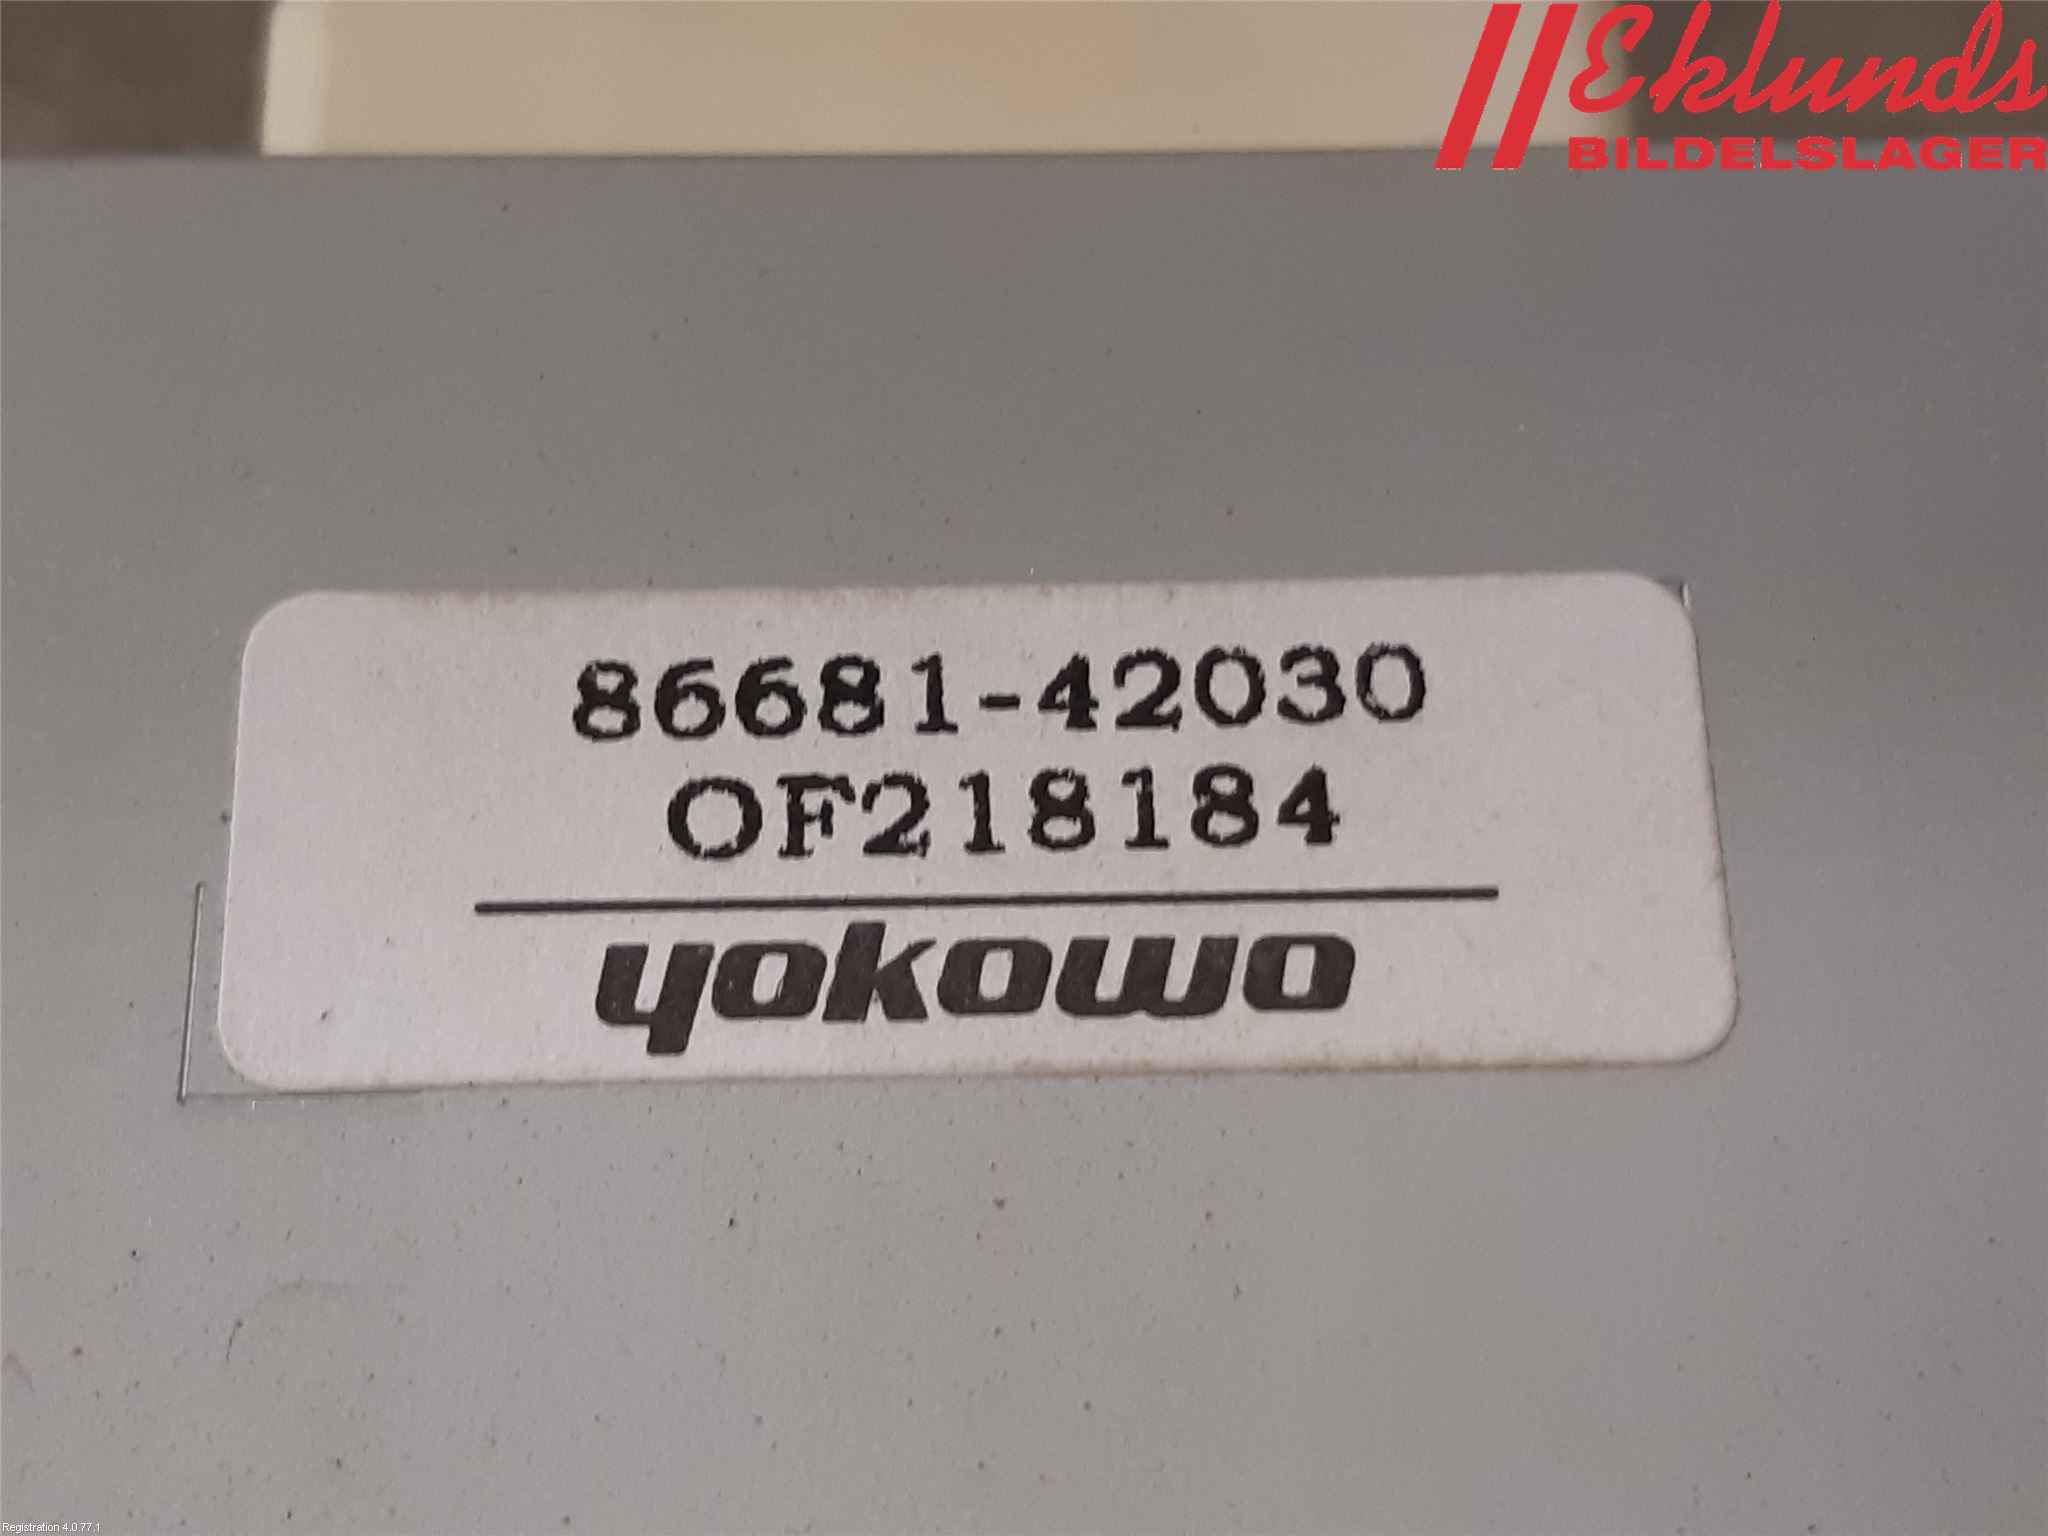 Eklunds
BILDELSLAGER
86681-42030
OF218184
yokowo
Registration 4.0.77.1